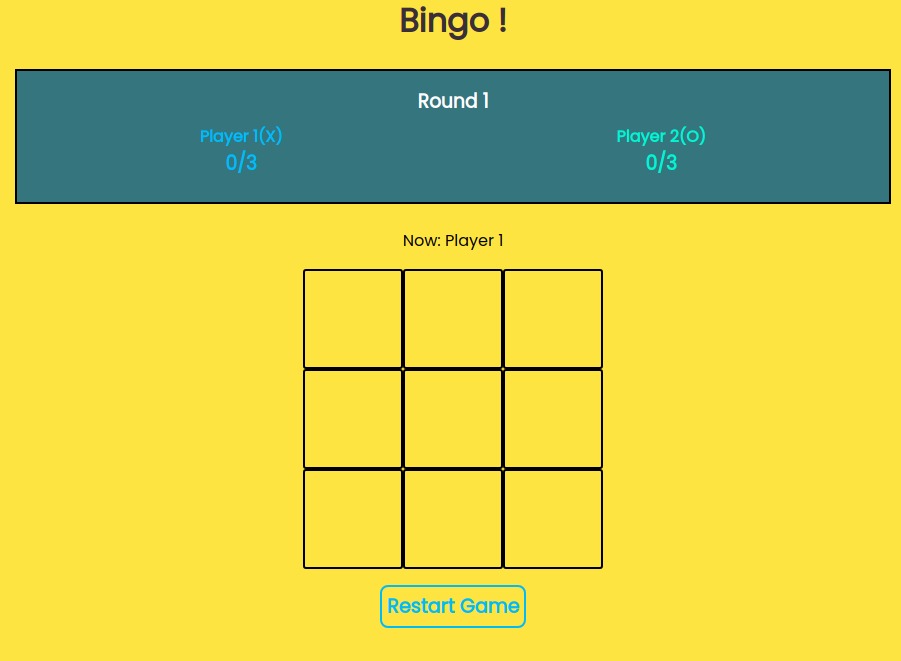 Bingo !
Round 1
Player 1(X)
0/3
Player 2(O)
0/3
Now: Player 1
Restart Game